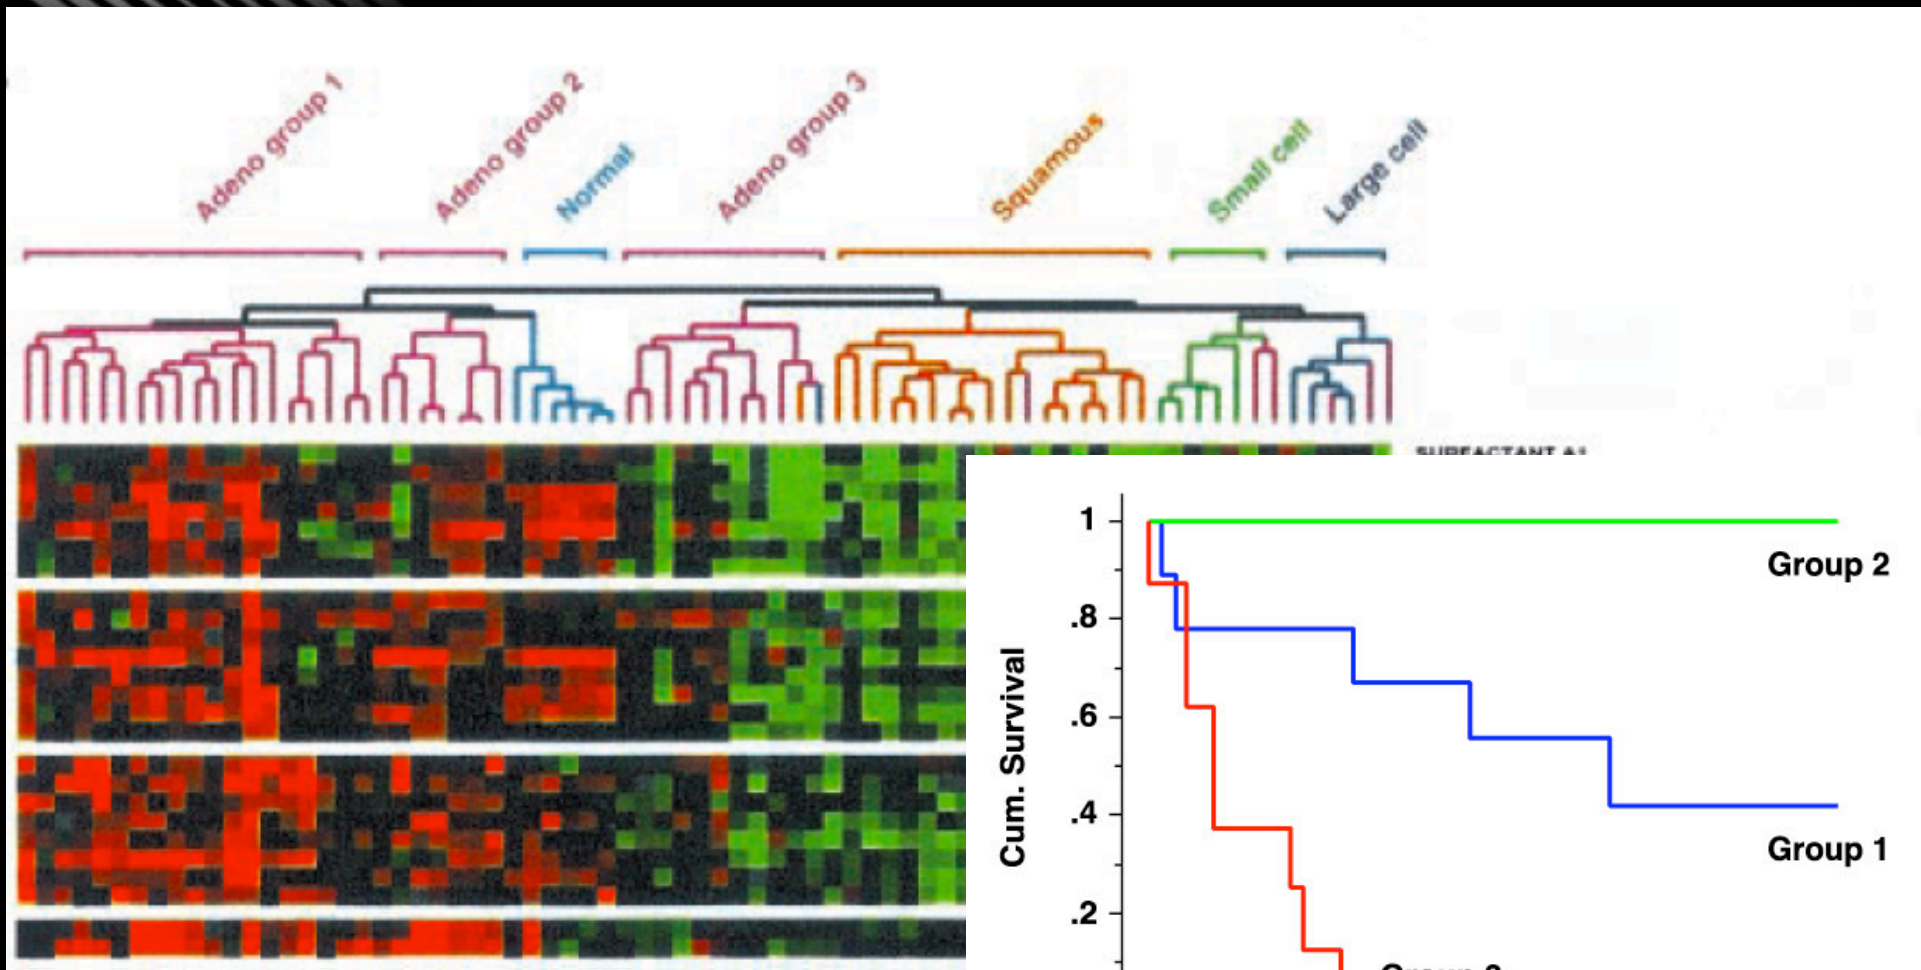 Adeno group 1
Adeno group 2
Normal
Adeno group 3
Squamous
Small cell
Large cell
SURFACTANT A1
1
.8
.6
.4
.2
Cum. Survival
Group 2
Group 1